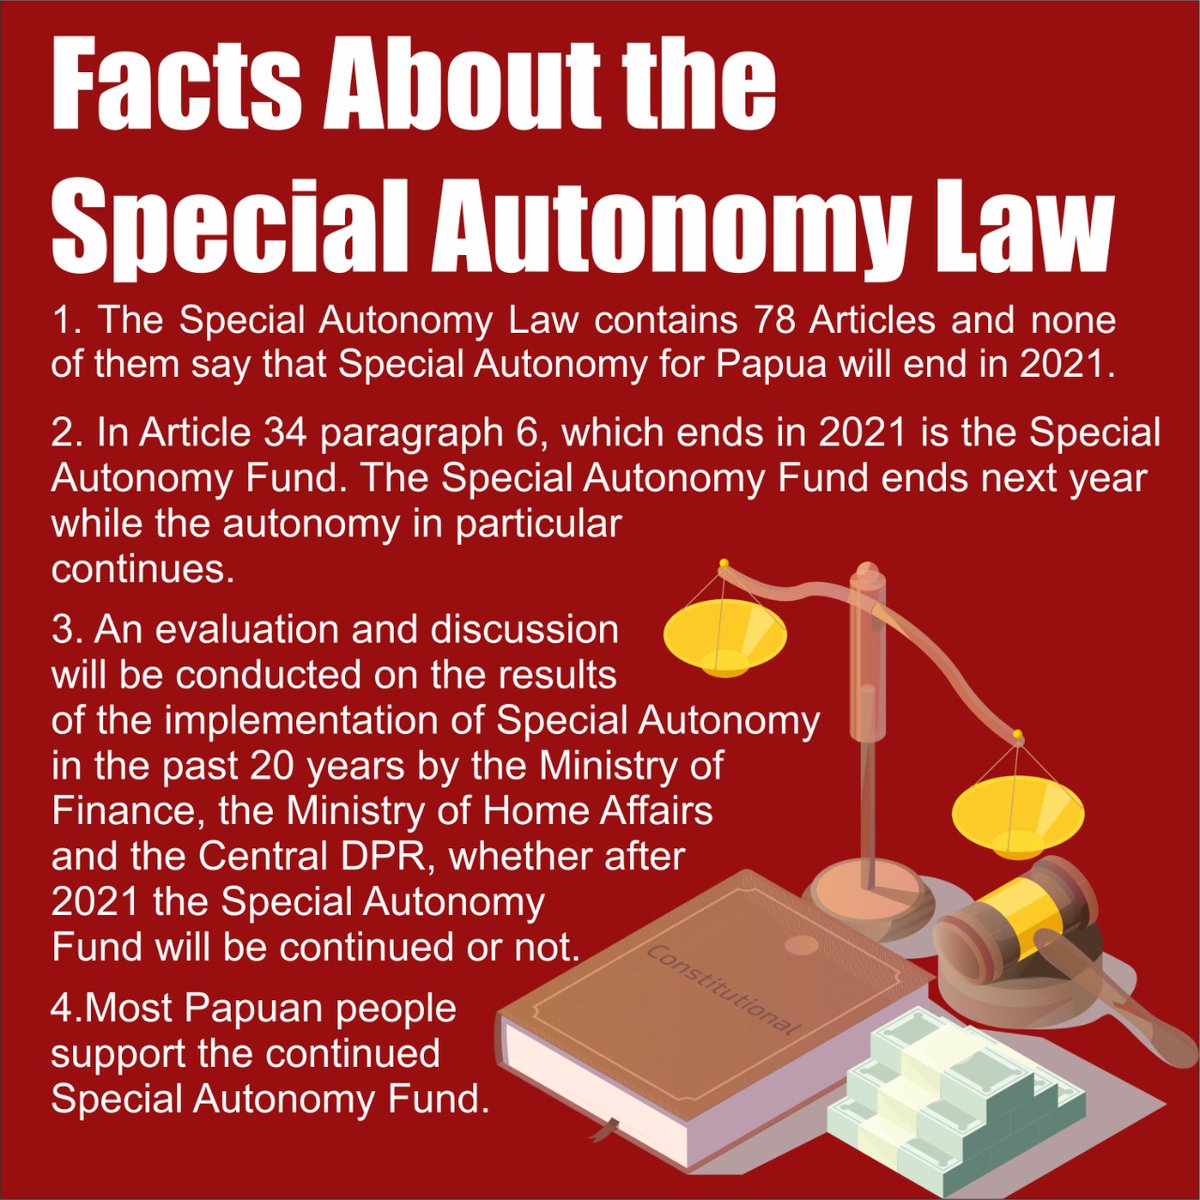 Facts About the
Special Autonomy Law
1. The Special Autonomy Law contains 78 Articles and none
of them say that Special Autonomy for Papua will end in 2021.
2. In Article 34 paragraph 6, which ends in 2021 is the Special
Autonomy Fund. The Special Autonomy Fund ends next year
while the autonomy in particular
continues.
3. An evaluation and discussion
will be conducted on the results
of the implementation of Special Autonomy
in the past 20 years by the Ministry of
Finance, the Ministry of Home Affairs
and the Central DPR, whether after
2021 the Special Autonomy
Fund will be continued or not.
4.Most Papuan people
support the continued
Special Autonomy Fund.
Constitutional